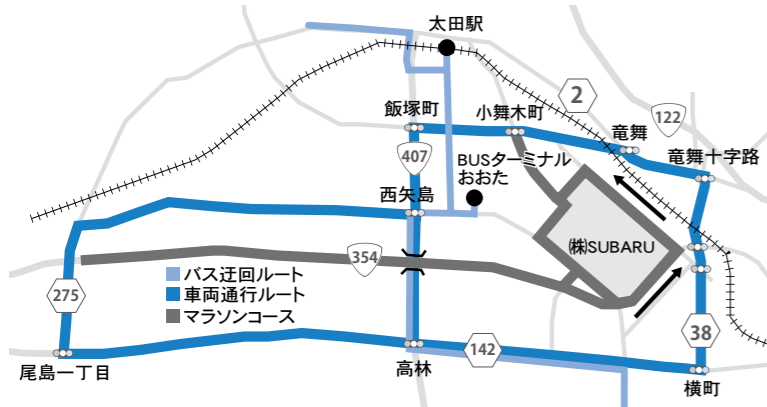 太田駅
2
122
飯塚町
小舞木町
竜舞
竜舞十字路
407
BUSターミナル
おおた
西矢島
㈱SUBARU
354
275
バス迂回ルート
車両通行ルート
マラソンコース
38
142
尾島一丁目
高林
横町